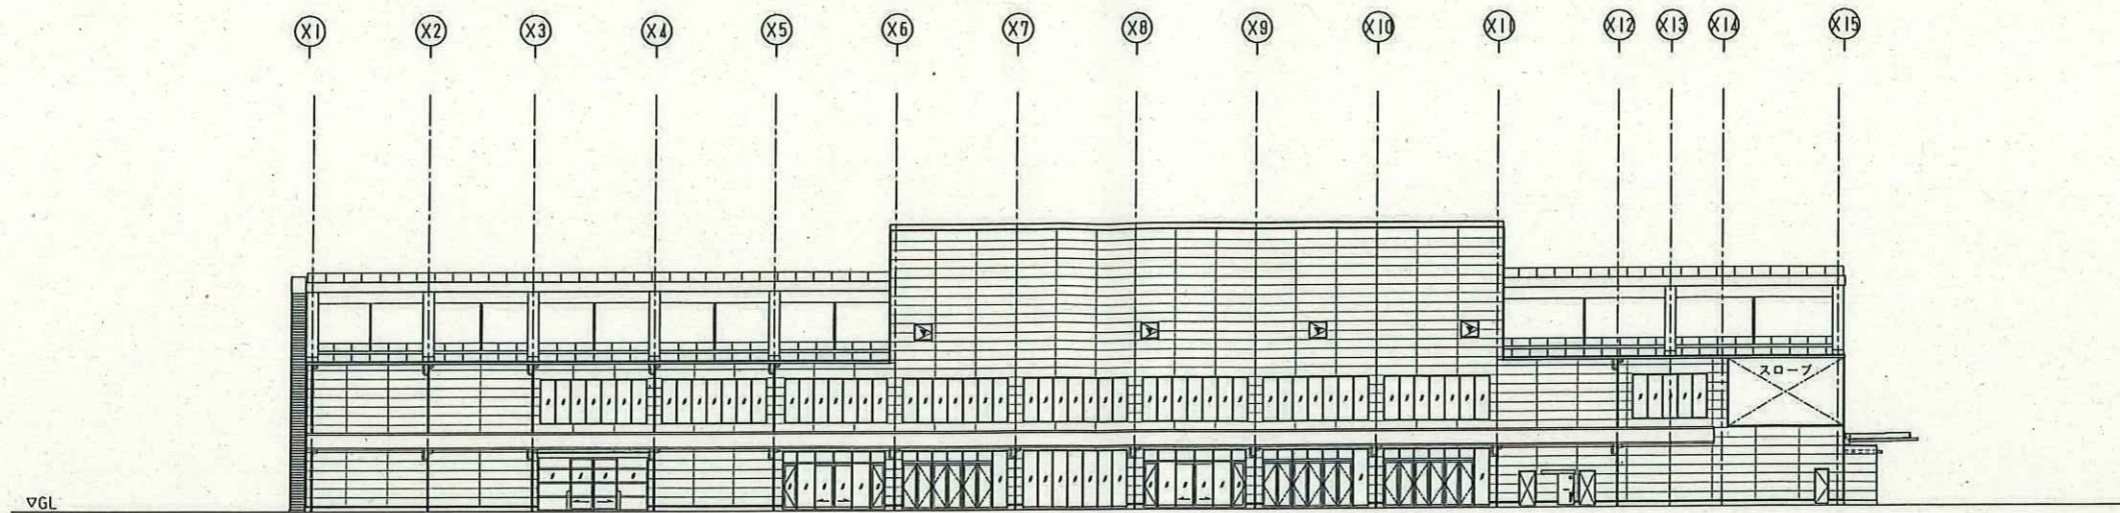 X1 X2 X3 X4 X5 X6 X7 X8 X9 X10 X11 X12 X13 X14 X15
スロープ
▽GL